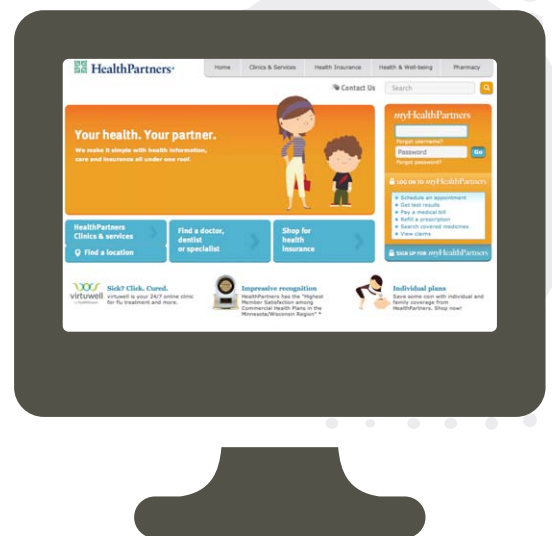 HealthPartners
Home Clinics & Services Health Insurance Health & Well-being Pharmacy
Contact Us Search
Your health. Your partner.
We make it simple with health information,
care and insurance all under one roof.
myHealthPartners
Forgot username?
Password Go
Forgot password?
LOG ON TO myHealthPartners
Schedule an appointment
Get test results
Pay a medical bill
Refill a prescription
Search covered medicines
View claims
SIGN UP FOR myHealthPartners
HealthPartners
Clinics & services
Find a location
Find a doctor,
dentist
or specialist
Shop for
health
insurance
virtuwell
Sick? Click. Cured.
virtuwell is your 24/7 online clinic
for flu treatment and more.
Impressive recognition
HealthPartners has the "Highest
Member Satisfaction among
Commercial Health Plans in the
Minnesota/Wisconsin Region" *
Individual plans
Save some coin with individual and
family coverage from
HealthPartners. Shop now!